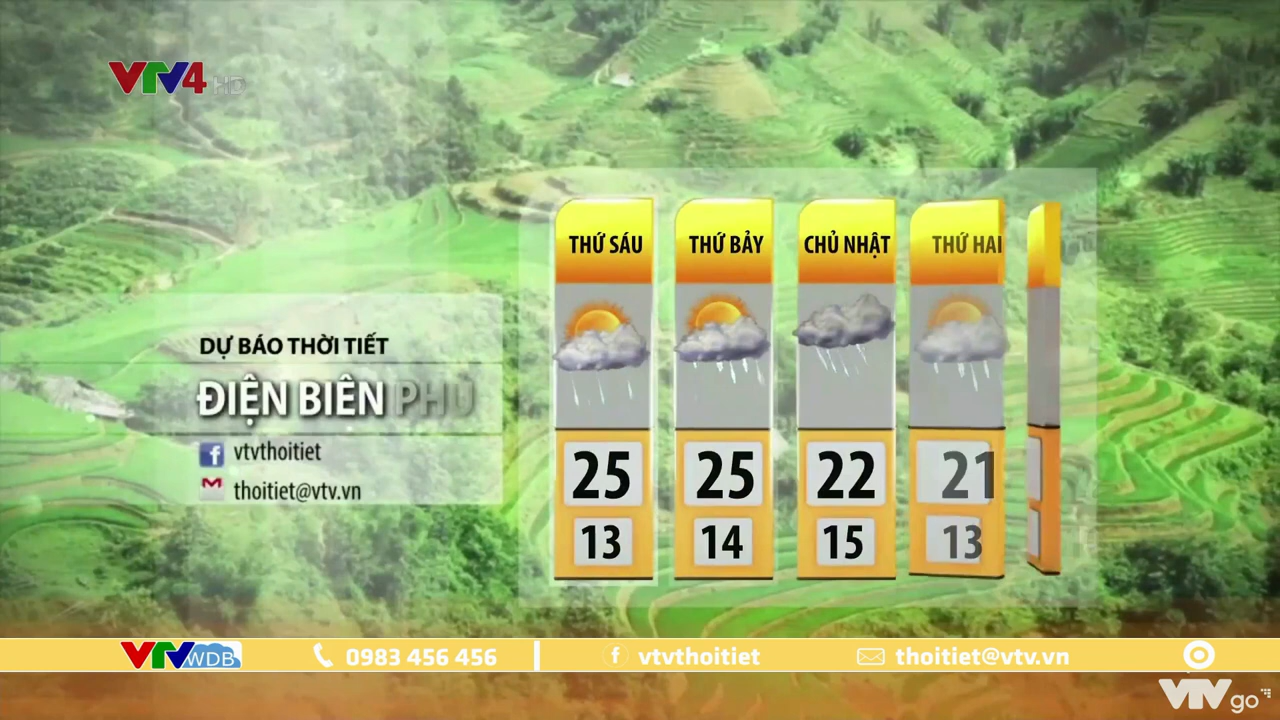 VTV4 HD
THỨ SÁU
THỨ BẢY
CHỦ NHẬT
THỨ HAI
DỰ BÁO THỜI TIẾT
ĐIỆN BIÊN PHỦ
vtvthoitiet
thoitiet@vtv.vn
25
25
22
21
13
14
15
13
VTV WDB
0983 456 496
vtvthoitiet
thoitiet@vtv.vn
VTV go